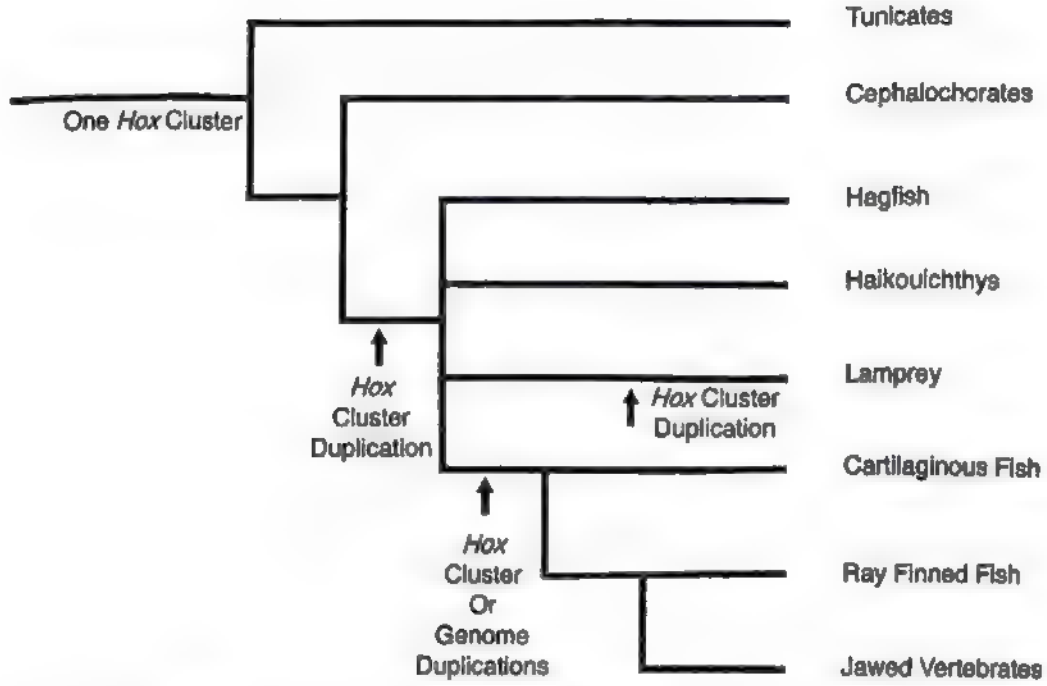 Tunicates
Cephalochorates
One Hox Cluster
Hagfish
Haikouichthys
Lamprey
Hox
Cluster
Duplication
Hox Cluster
Duplication
Cartilaginous Fish
Hox
Cluster
Or
Genome
Duplications
Ray Finned Fish
Jawed Vertebrates